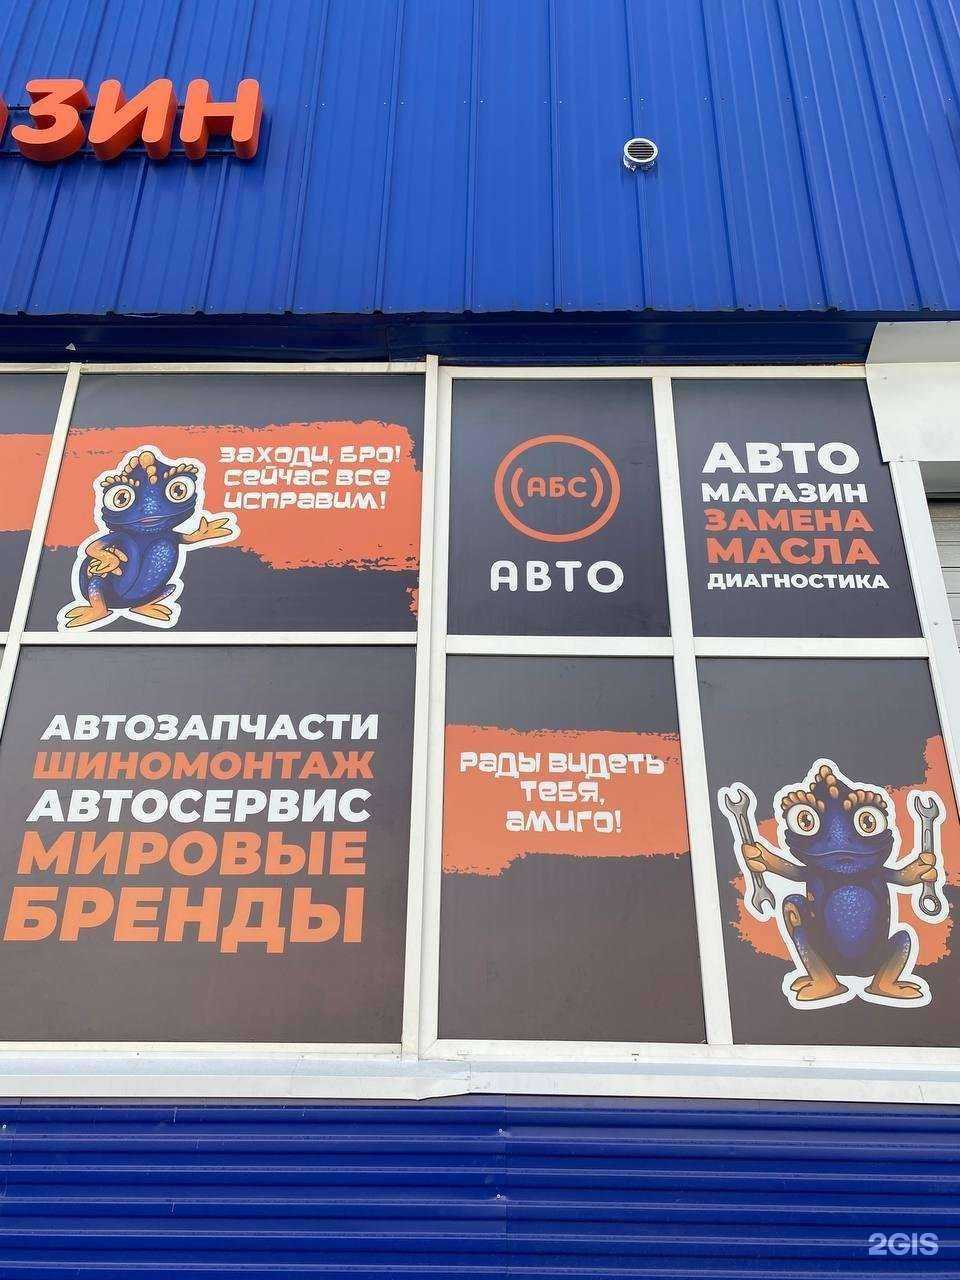 ЗИН
ЗАХОДИ, БРО!
СЕЙЧАС ВСЕ
ИСПРАВИМ!
(АБС)
АВТО
АВТО
МАГАЗИН
ЗАМЕНА
МАСЛА
ДИАГНОСТИКА
АВТОЗАПЧАСТИ
ШИНОМОНТАЖ
АВТОСЕРВИС
МИРОВЫЕ
БРЕНДЫ
РАДЫ ВИДЕТЬ
ТЕБЯ,
АМИГО!
2GIS